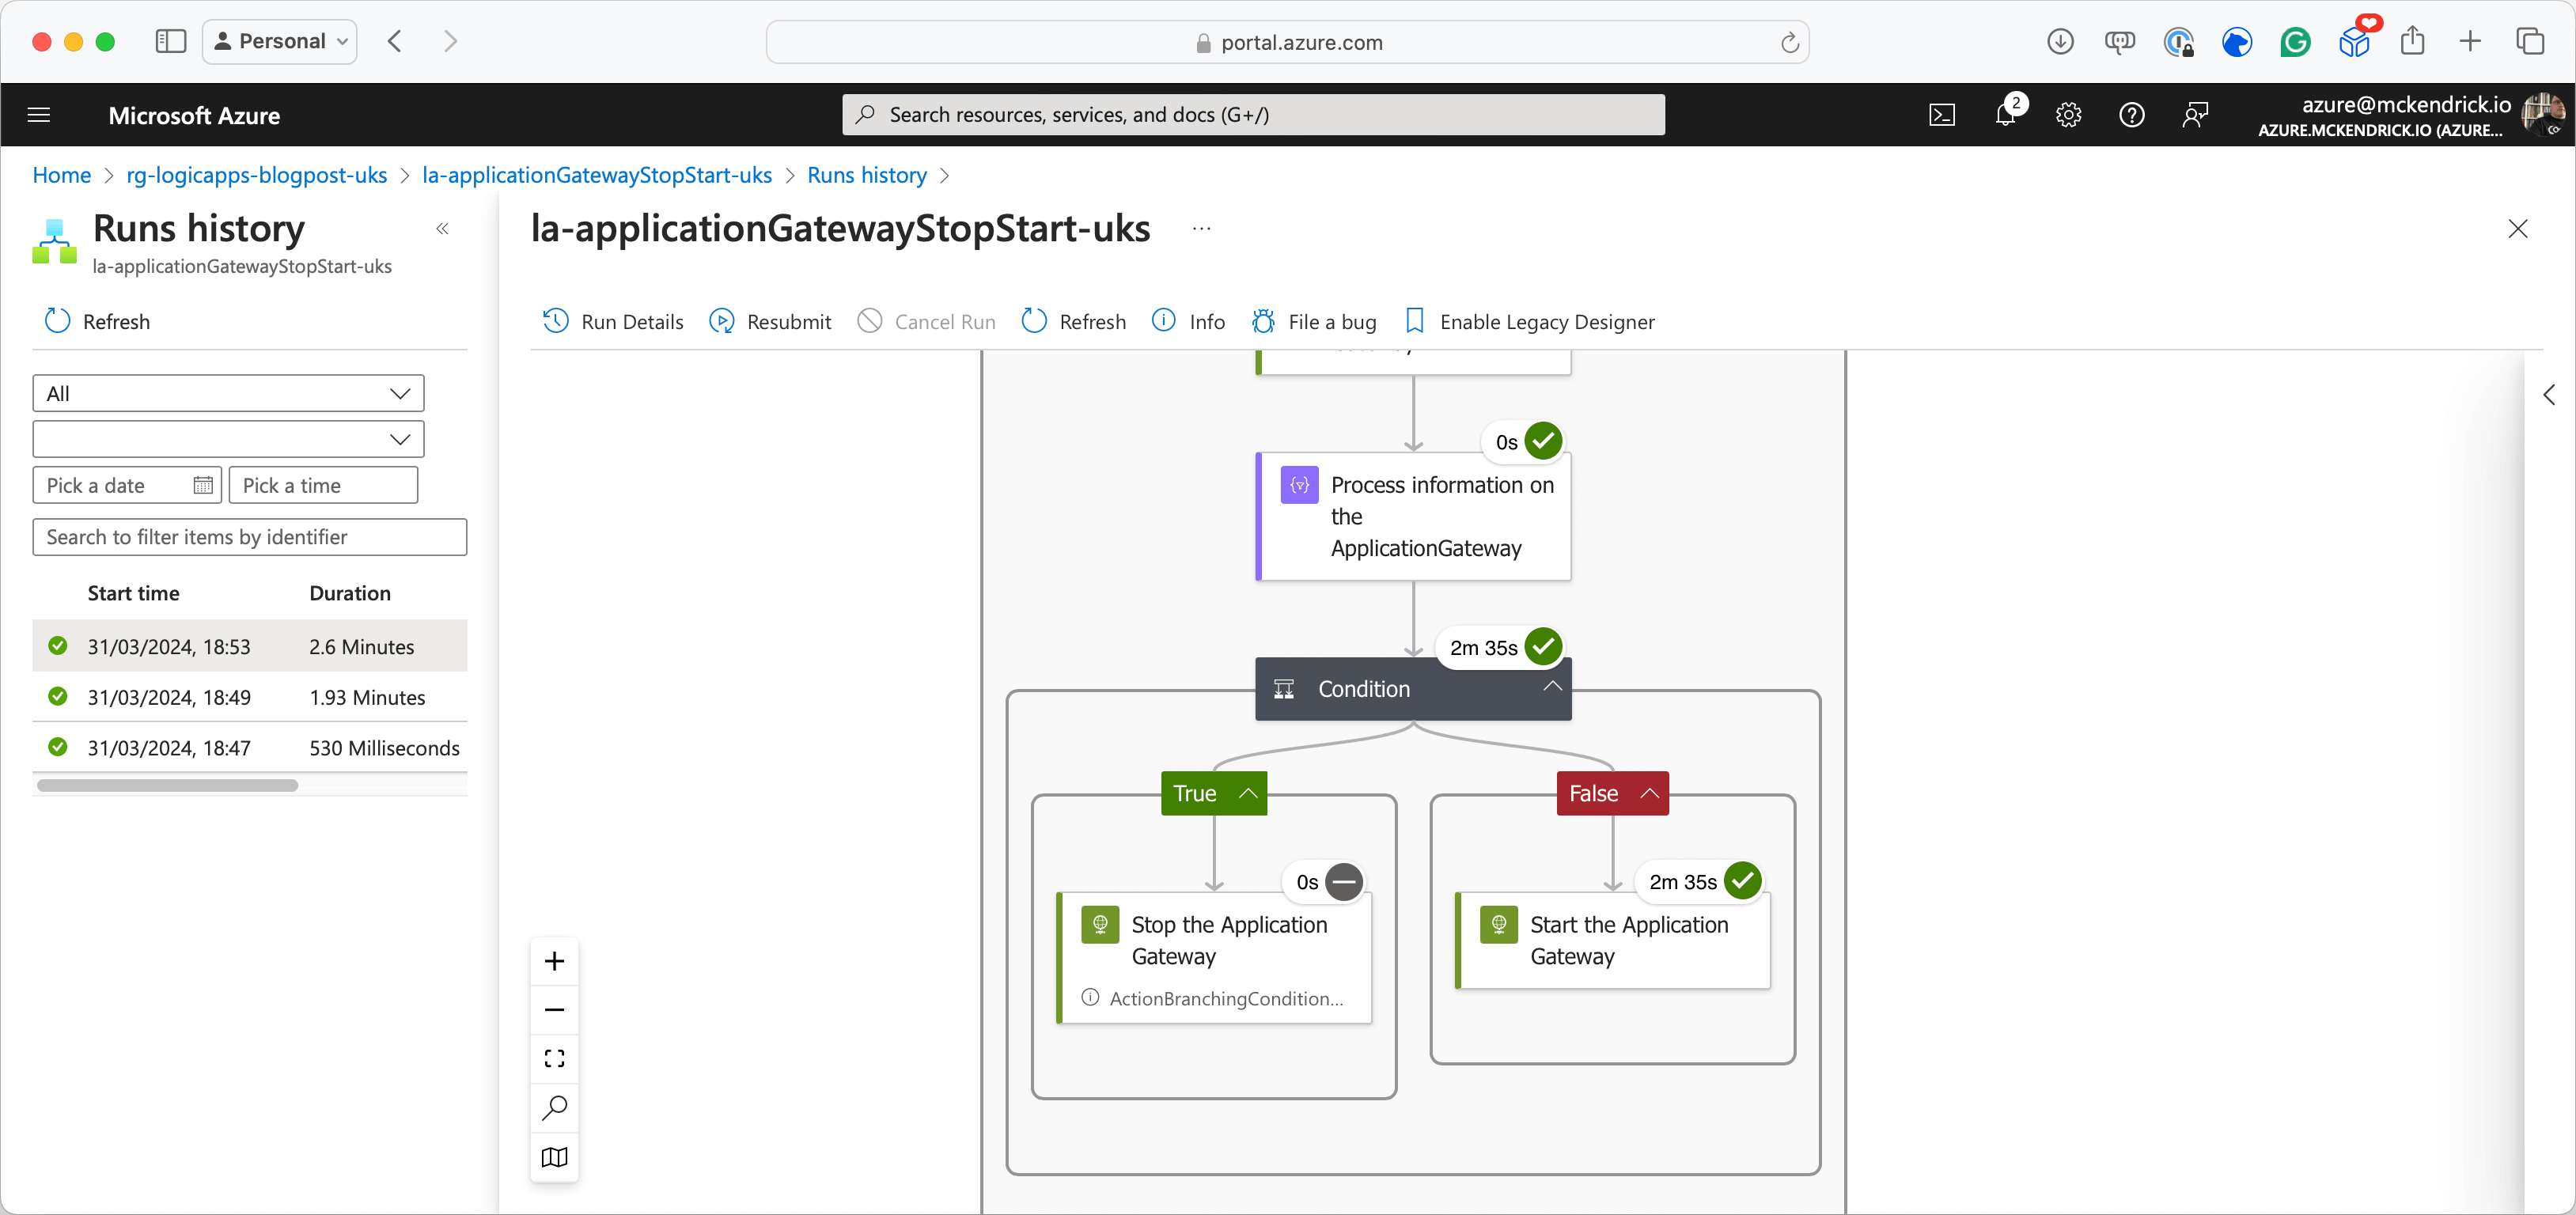 Personal
portal.azure.com
Microsoft Azure
Search resources, services, and docs (G+/)
2
azure@mckendrick.io
AZURE.MCKENDRICK.IO (AZURE...
Home > rg-logicapps-blogpost-uks > la-applicationGatewayStopStart-uks > Runs history >
Runs history
la-applicationGatewayStopStart-uks
Refresh
All
Pick a date
Pick a time
Search to filter items by identifier
Start time Duration
31/03/2024, 18:53 2.6 Minutes
31/03/2024, 18:49 1.93 Minutes
31/03/2024, 18:47 530 Milliseconds
la-applicationGatewayStopStart-uks ...
Run Details Resubmit Cancel Run Refresh Info File a bug Enable Legacy Designer
0s
Process information on
the
ApplicationGateway
2m 35s
Condition
True
False
0s
Stop the Application
Gateway
ActionBranchingCondition...
2m 35s
Start the Application
Gateway